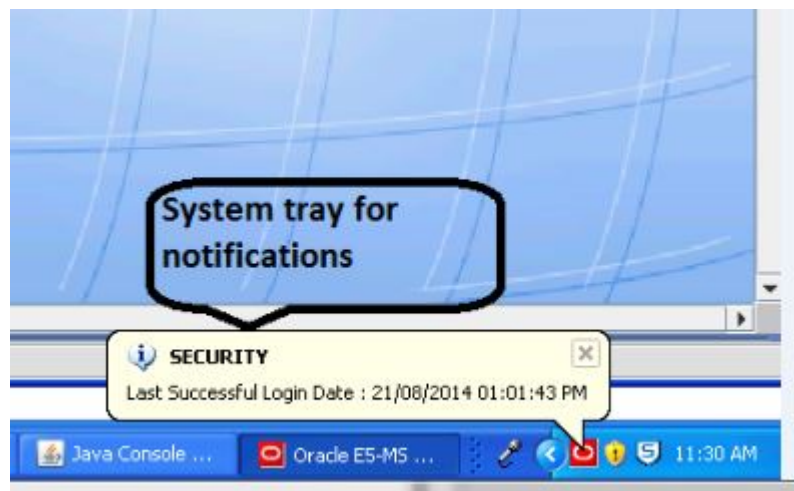 System tray for
notifications
SECURITY
Last Successful Login Date : 21/08/2014 01:01:43 PM
Java Console ...
Oracle E5-MS ...
11:30 AM